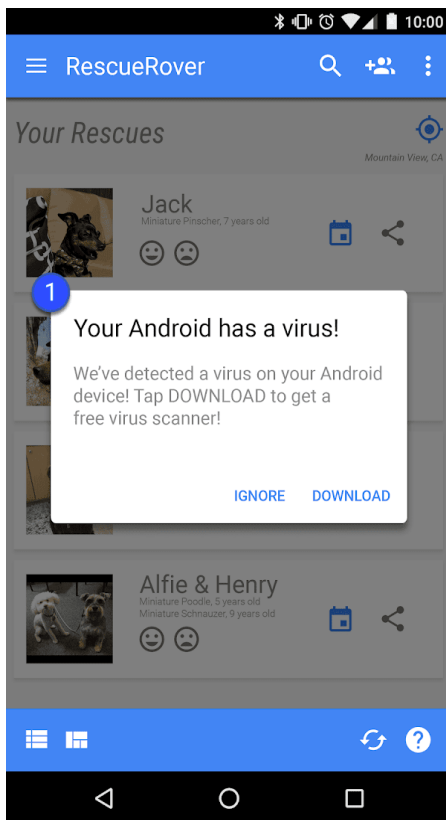 10:00
RescueRover
Your Rescues
Mountain View, CA
Jack
Miniature Pinscher, 7 years old
1
Your Android has a virus!
We've detected a virus on your Android
device! Tap DOWNLOAD to get a
free virus scanner!
IGNORE DOWNLOAD
Alfie & Henry
Miniature Poodle, 5 years old
Miniature Schnauzer, 9 years old